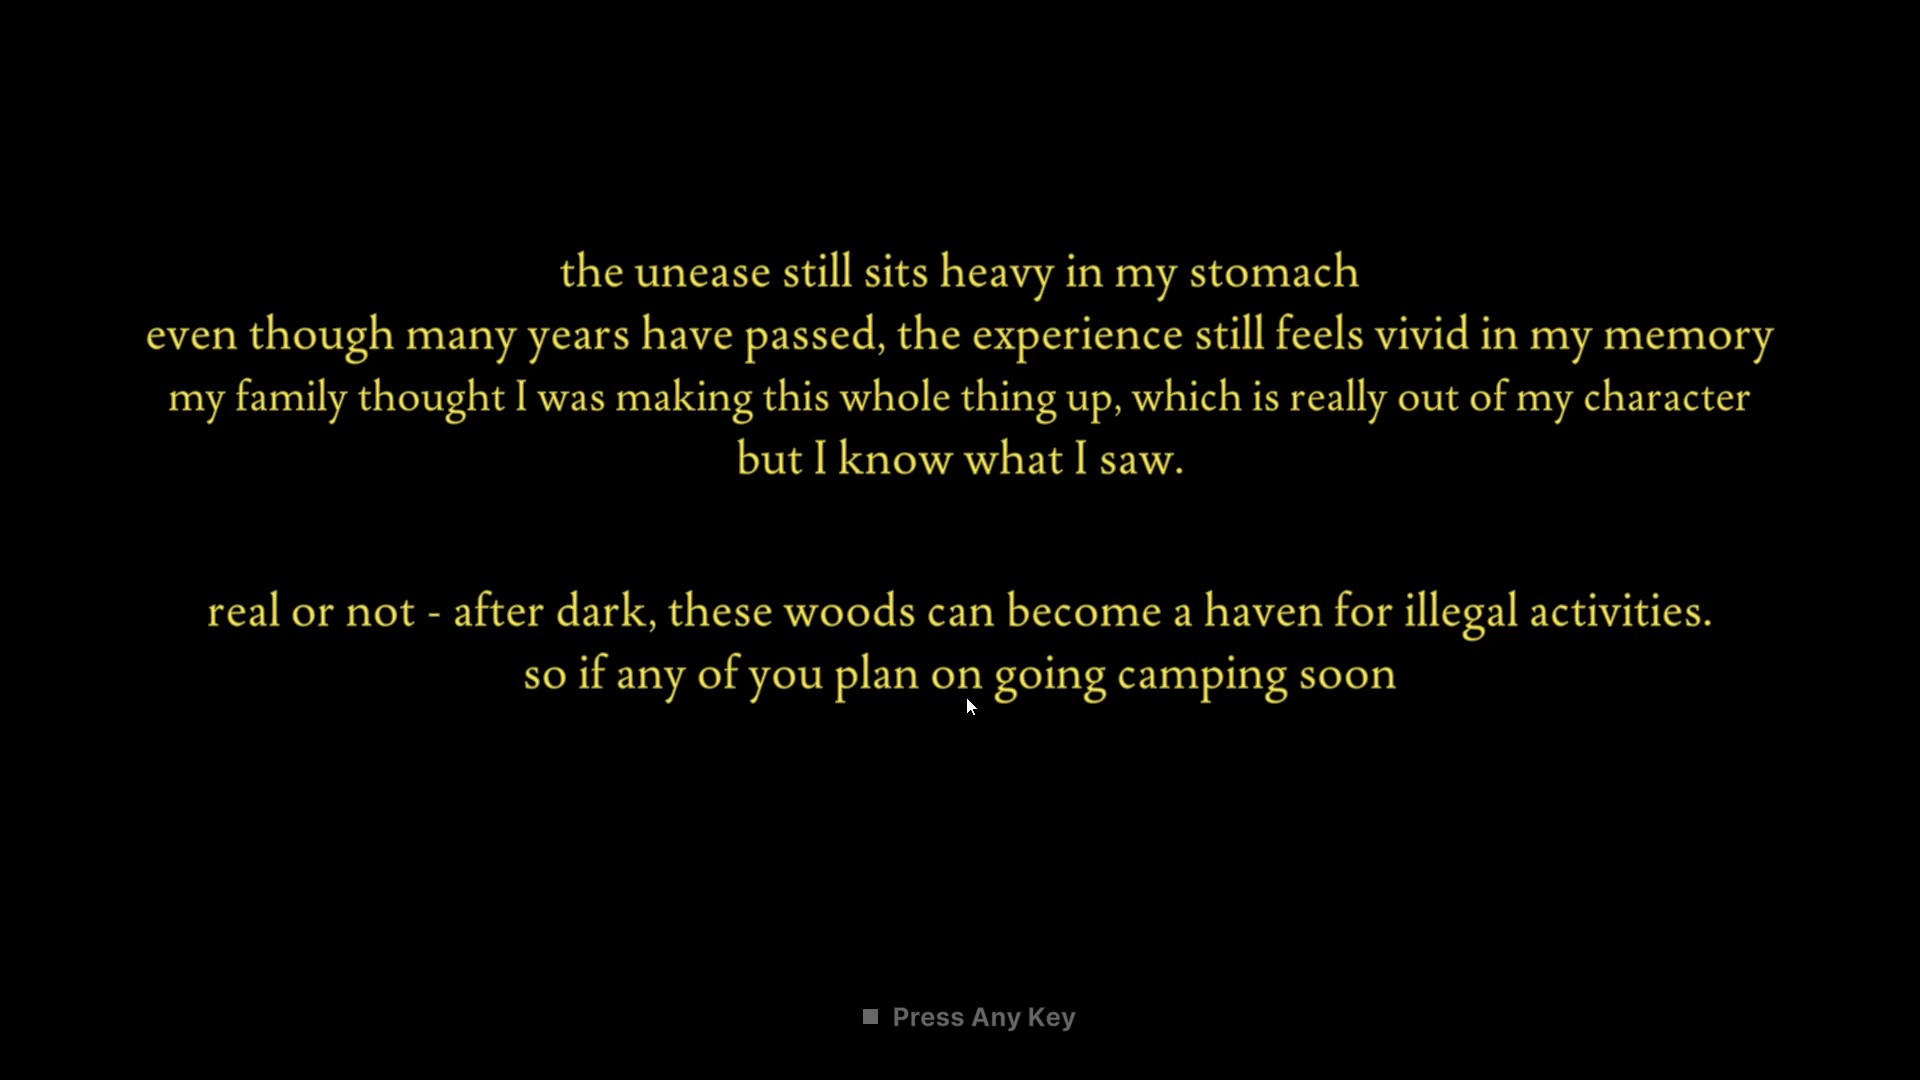 the unease still sits heavy in my stomach
even though many years have passed, the experience still feels vivid in my memory
my family thought I was making this whole thing up, which is really out of my character
but I know what I saw.
real or not - after dark, these woods can become a haven for illegal activities.
so if any of you plan on going camping soon
Press Any Key